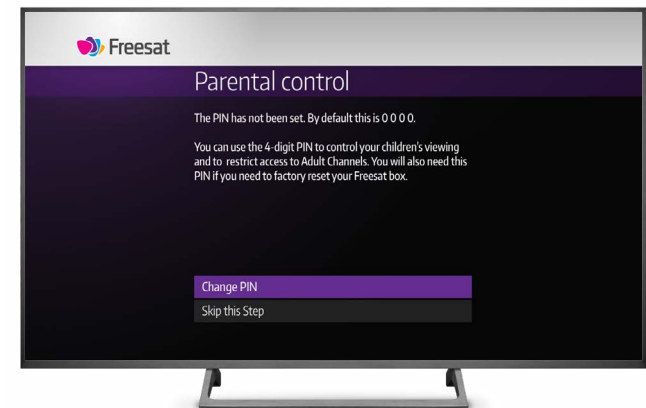 Freesat
Parental control
The PIN has not been set. By default this is 0 0 0 0.
You can use the 4-digit PIN to control your children's viewing
and to restrict access to Adult Channels. You will also need this
PIN if you need to factory reset your Freesat box.
Change PIN
Skip this Step